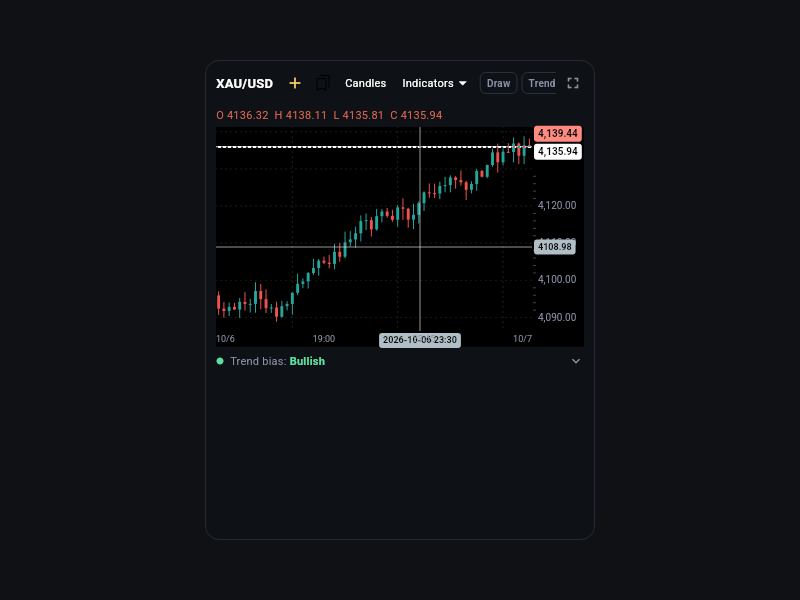 XAU/USD + Candles Indicators Draw Trend
O 4136.32 H 4138.11 L 4135.81 C 4135.94
4,139.44
4,135.94
4,120.00
4108.98
4,100.00
4,090.00
10/6 19:00 2026-10-06 23:30 10/7
Trend bias: Bullish